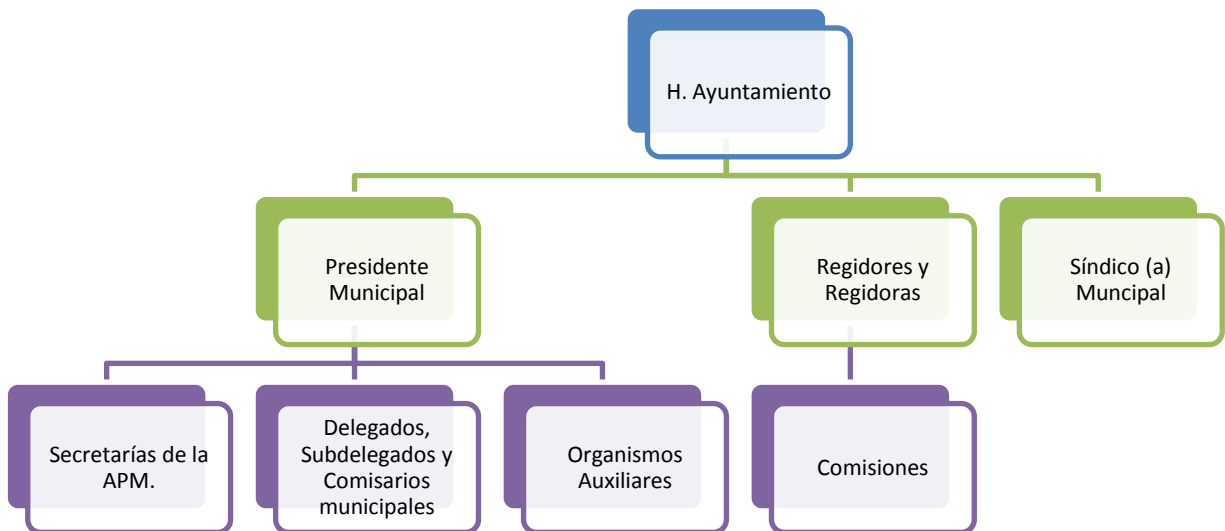 H. Ayuntamiento
Presidente
Municipal
Regidores y
Regidoras
Síndico (a)
Muncipal
Secretarías de la
APM.
Delegados,
Subdelegados y
Comisarios
municipales
Organismos
Auxiliares
Comisiones